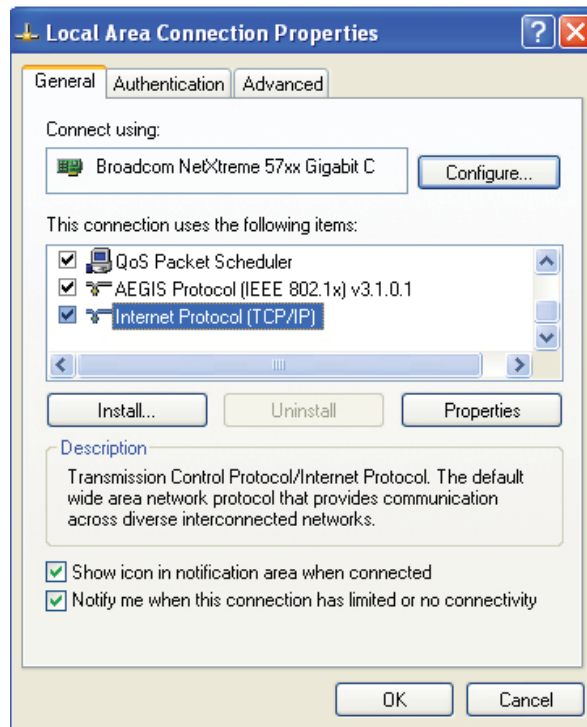 Local Area Connection Properties
General Authentication Advanced
Connect using:
Broadcom NetXtreme 57xx Gigabit C Configure...
This connection uses the following items:
QoS Packet Scheduler
AEGIS Protocol (IEEE 802.1x) v3.1.0.1
Internet Protocol (TCP/IP)
Install... Uninstall Properties
Description
Transmission Control Protocol/Internet Protocol. The default
wide area network protocol that provides communication
across diverse interconnected networks.
Show icon in notification area when connected
Notify me when this connection has limited or no connectivity
OK Cancel